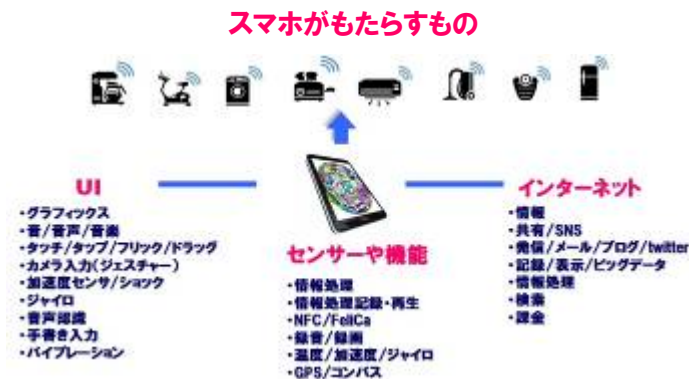 スマホがもたらすもの
UI
・グラフィックス
・音/音声/音楽
・タッチ/タップ/フリック/ドラッグ
・カメラ入力(ジェスチャー)
・加速度センサ/ショック
・ジャイロ
・音声認識
・手書き入力
・バイブレーション
センサーや機能
・情報処理
・情報処理記録・再生
・NFC/FeliCa
・録音/録画
・温度/加速度/ジャイロ
・GPS/コンパス
インターネット
・情報
・共有/SNS
・発信/メール/ブログ/twitter
・記録/表示/ビッグデータ
・情報処理
・検索
・課金